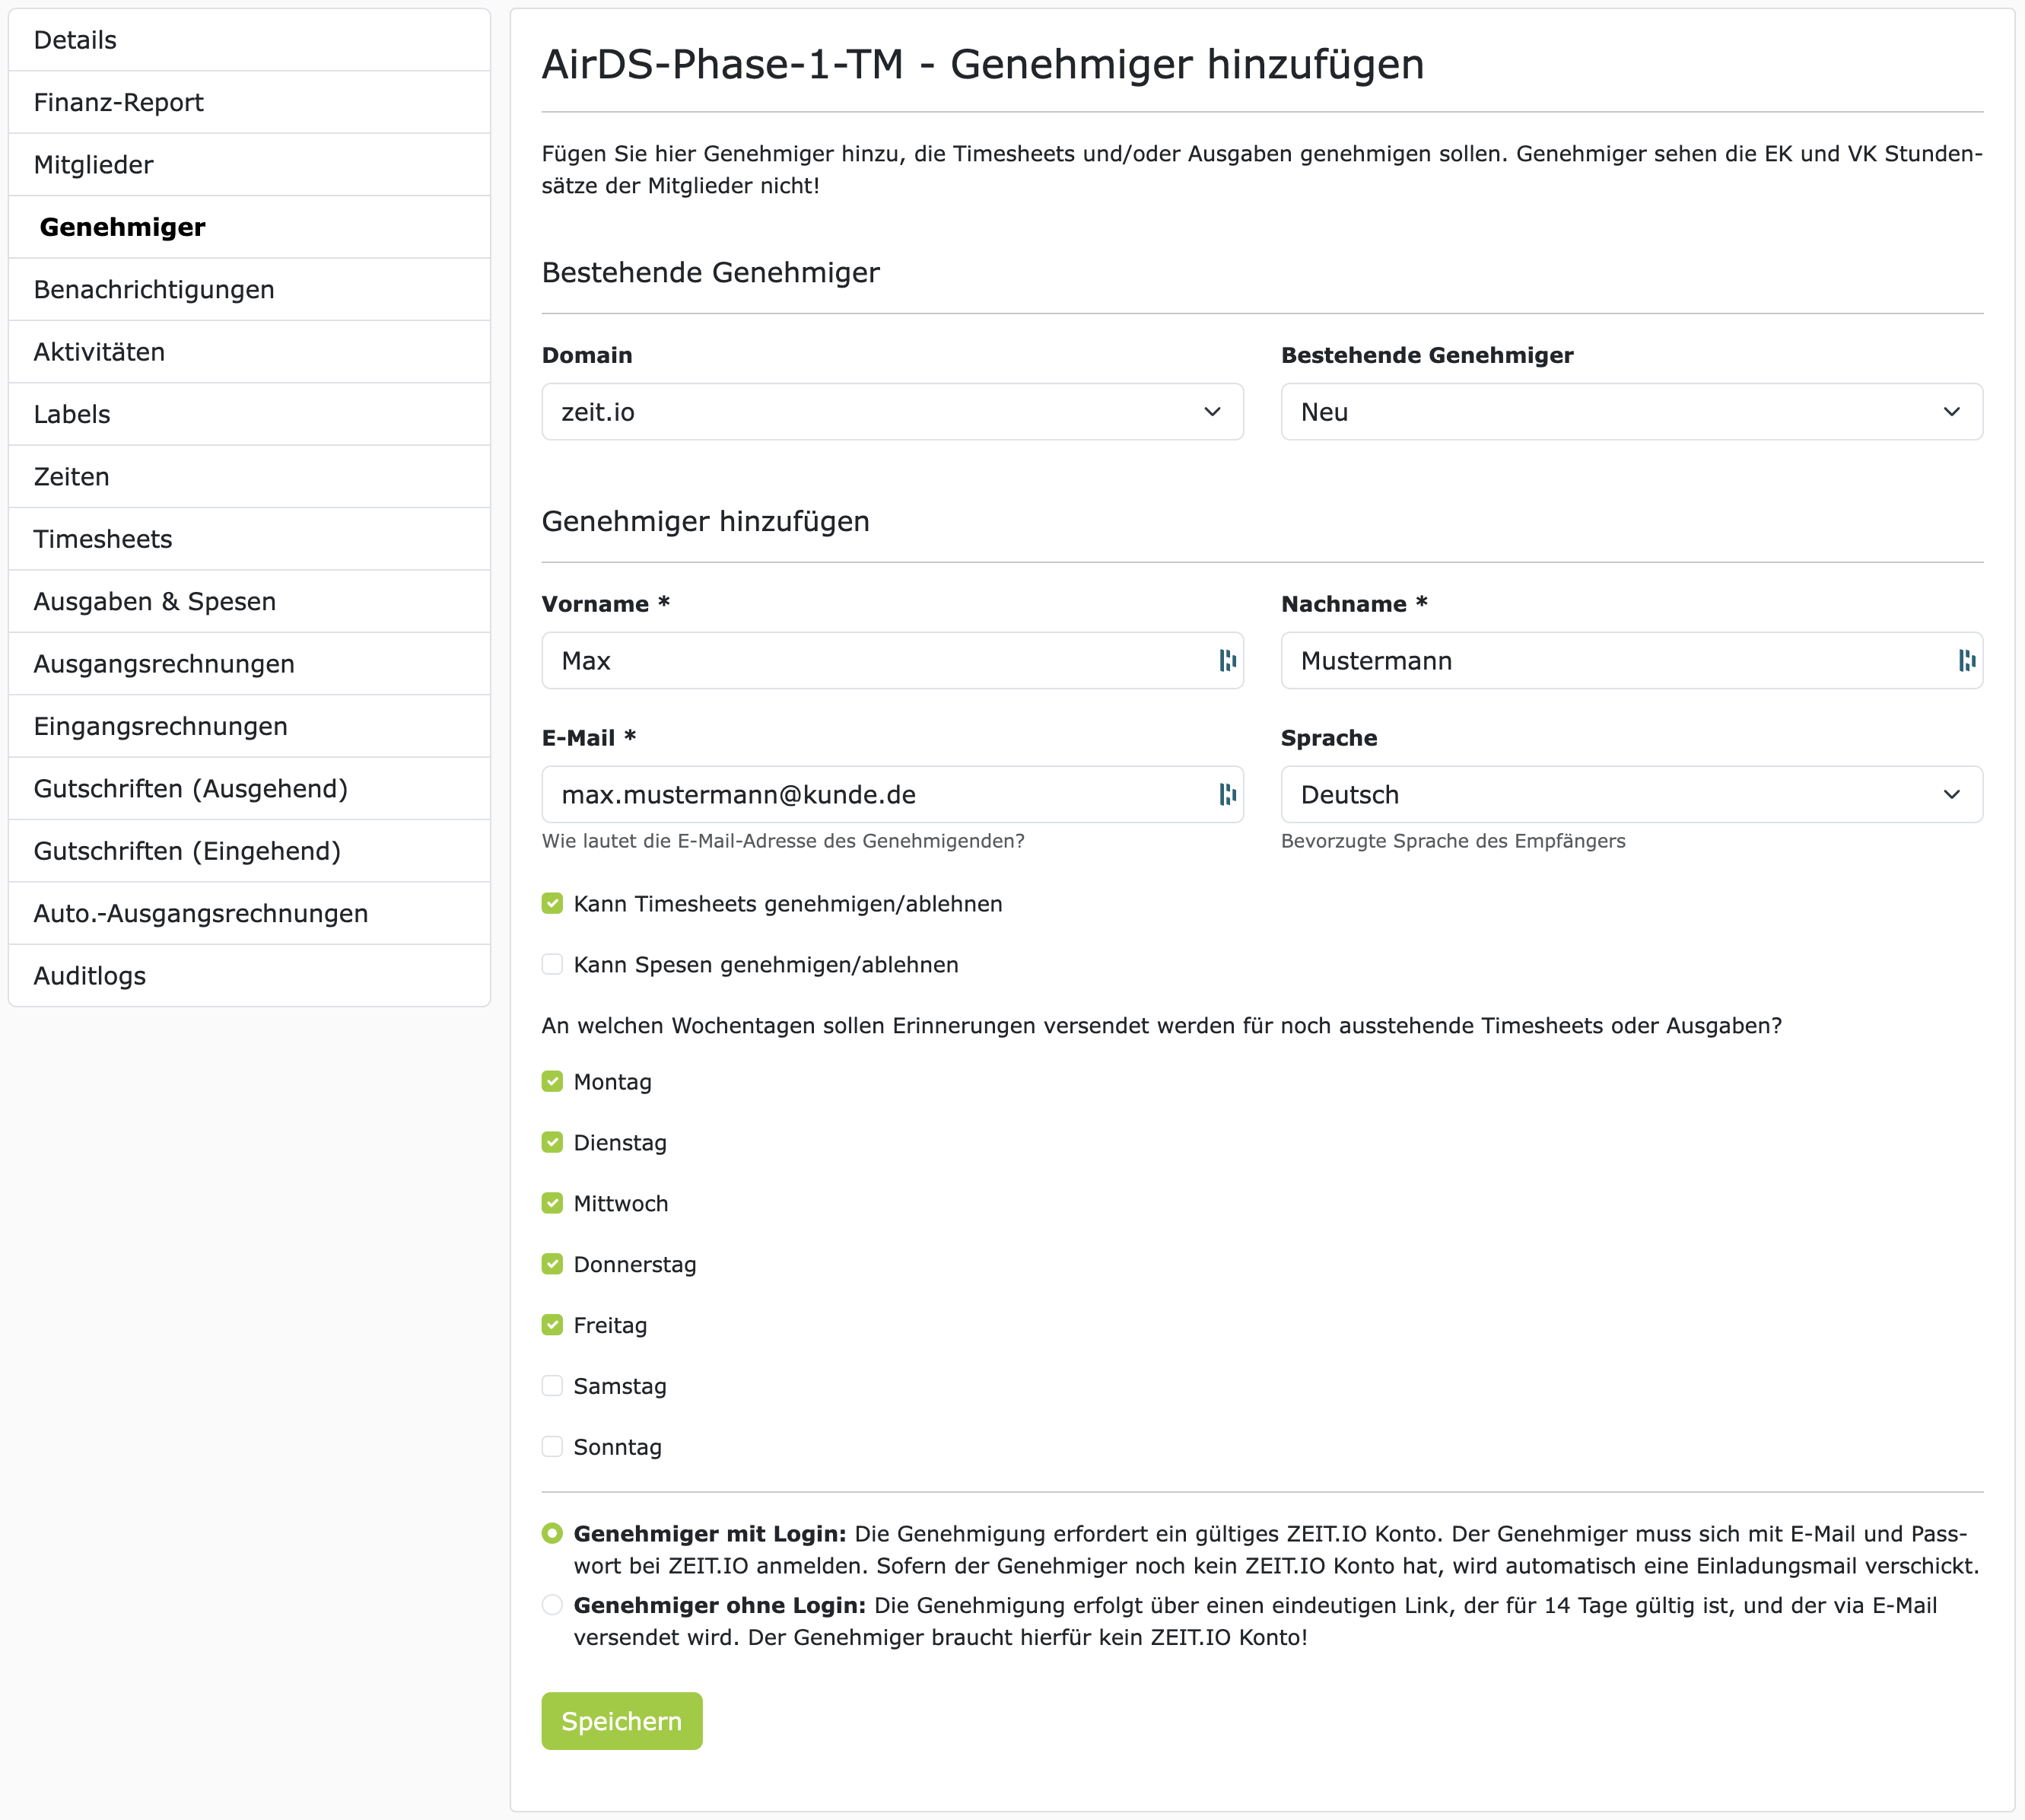 Details
Finanz-Report
Mitglieder
Genehmiger
Benachrichtigungen
Aktivitäten
Labels
Zeiten
Timesheets
Ausgaben & Spesen
Ausgangsrechnungen
Eingangsrechnungen
Gutschriften (Ausgehend)
Gutschriften (Eingehend)
Auto.-Ausgangsrechnungen
Auditlogs
AirDS-Phase-1-TM - Genehmiger hinzufügen
Fügen Sie hier Genehmiger hinzu, die Timesheets und/oder Ausgaben genehmigen sollen. Genehmiger sehen die EK und VK Stunden-
sätze der Mitglieder nicht!
Bestehende Genehmiger
Domain
Bestehende Genehmiger
zeit.io
Neu
Genehmiger hinzufügen
Vorname *
Nachname *
Max
Mustermann
E-Mail *
Sprache
max.mustermann@kunde.de
Deutsch
Wie lautet die E-Mail-Adresse des Genehmigenden?
Bevorzugte Sprache des Empfängers
Kann Timesheets genehmigen/ablehnen
Kann Spesen genehmigen/ablehnen
An welchen Wochentagen sollen Erinnerungen versendet werden für noch ausstehende Timesheets oder Ausgaben?
Montag
Dienstag
Mittwoch
Donnerstag
Freitag
Samstag
Sonntag
Genehmiger mit Login: Die Genehmigung erfordert ein gültiges ZEIT.IO Konto. Der Genehmiger muss sich mit E-Mail und Pass-
wort bei ZEIT.IO anmelden. Sofern der Genehmiger noch kein ZEIT.IO Konto hat, wird automatisch eine Einladungsmail verschickt.
Genehmiger ohne Login: Die Genehmigung erfolgt über einen eindeutigen Link, der für 14 Tage gültig ist, und der via E-Mail
versendet wird. Der Genehmiger braucht hierfür kein ZEIT.IO Konto!
Speichern